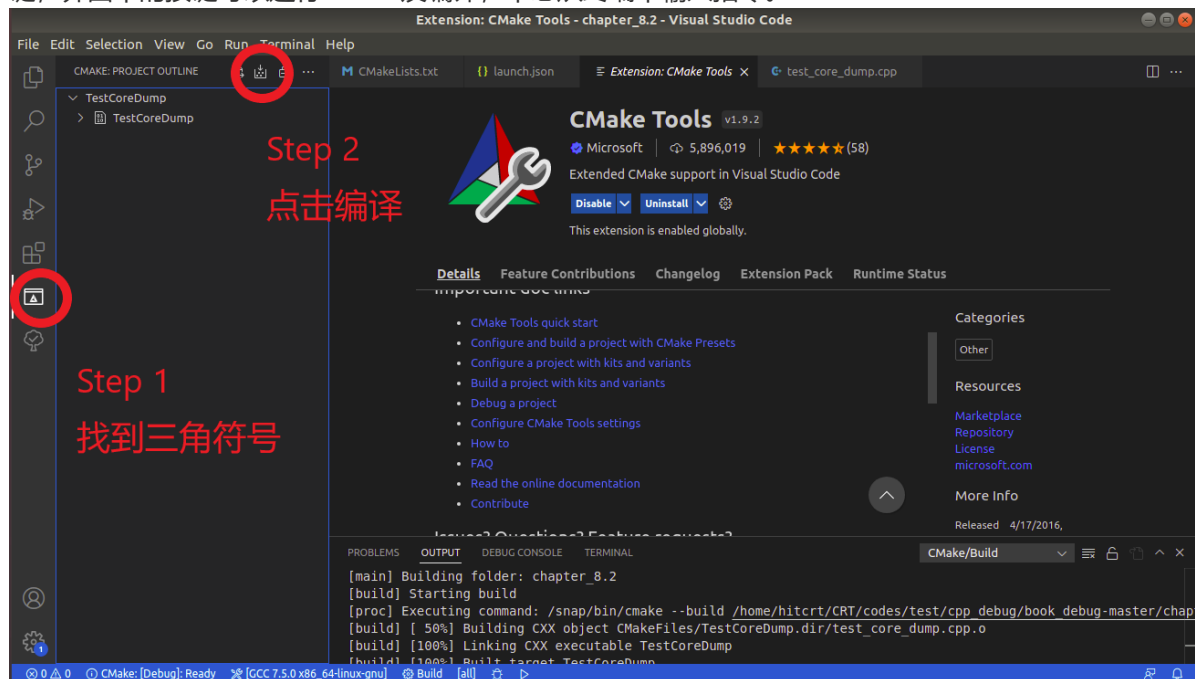 Extension: CMake Tools - chapter_8.2 - Visual Studio Code
File Edit Selection View Go Run Terminal Help
CMAKE: PROJECT OUTLINE
CMakeLists.txt
launch.json
Extension: CMake Tools
test_core_dump.cpp
TestCoreDump
TestCoreDump
Step 2
点击编译
Step 1
找到三角符号
CMake Tools v1.9.2
Microsoft 5,896,019 (58)
Extended CMake support in Visual Studio Code
Disable Uninstall
This extension is enabled globally.
Details Feature Contributions Changelog Extension Pack Runtime Status
• CMake Tools quick start
• Configure and build a project with CMake Presets
• Configure a project with kits and variants
• Build a project with kits and variants
• Debug a project
• Configure CMake Tools settings
• How to
• FAQ
• Read the online documentation
• Contribute
Categories
Other
Resources
Marketplace
Repository
License
microsoft.com
More Info
Released 4/17/2016,
PROBLEMS OUTPUT DEBUG CONSOLE TERMINAL CMake/Build
[main] Building folder: chapter_8.2
[build] Starting build
[proc] Executing command: /snap/bin/cmake --build /home/hitcrt/CRT/codes/test/cpp_debug/book_debug-master/chap
[build] [ 50%] Building CXX object CMakeFiles/TestCoreDump.dir/test_core_dump.cpp.o
[build] [100%] Linking CXX executable TestCoreDump
[build] [100%] Built target TestCoreDump
0 0 CMake: [Debug]: Ready [GCC 7.5.0 x86_64-linux-gnu] Build [all]